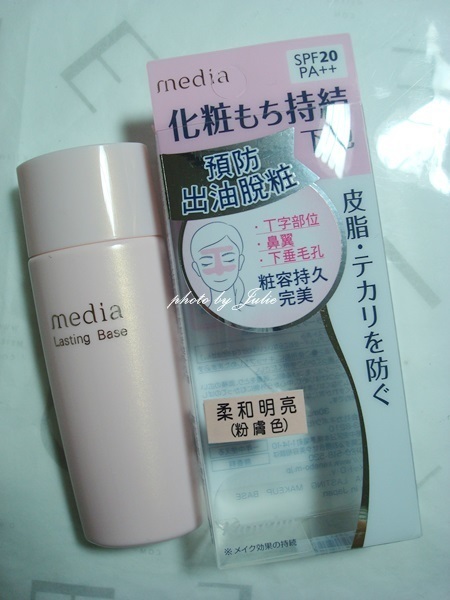 media
SPF20
PA++
化粧もち持続
下地
預防
出油脫粧
・丁字部位
・鼻翼
・下垂毛孔
粧容持久
完美
皮脂・テカリを防ぐ
photo by Julie
media
Lasting Base
柔和明亮
(粉膚色)
MAKEUP BASE
※メイク効果の持続